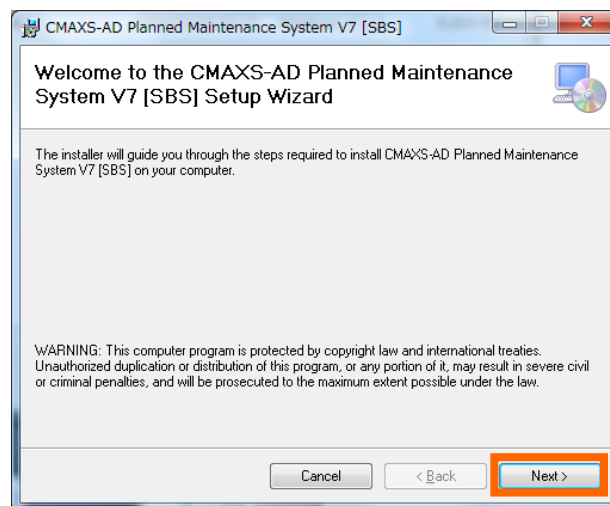 CMAXS-AD Planned Maintenance System V7 [SBS]
Welcome to the CMAXS-AD Planned Maintenance
System V7 [SBS] Setup Wizard
The installer will guide you through the steps required to install CMAXS-AD Planned Maintenance
System V7 [SBS] on your computer.
WARNING: This computer program is protected by copyright law and international treaties.
Unauthorized duplication or distribution of this program, or any portion of it, may result in severe civil
or criminal penalties, and will be prosecuted to the maximum extent possible under the law.
Cancel
< Back
Next >